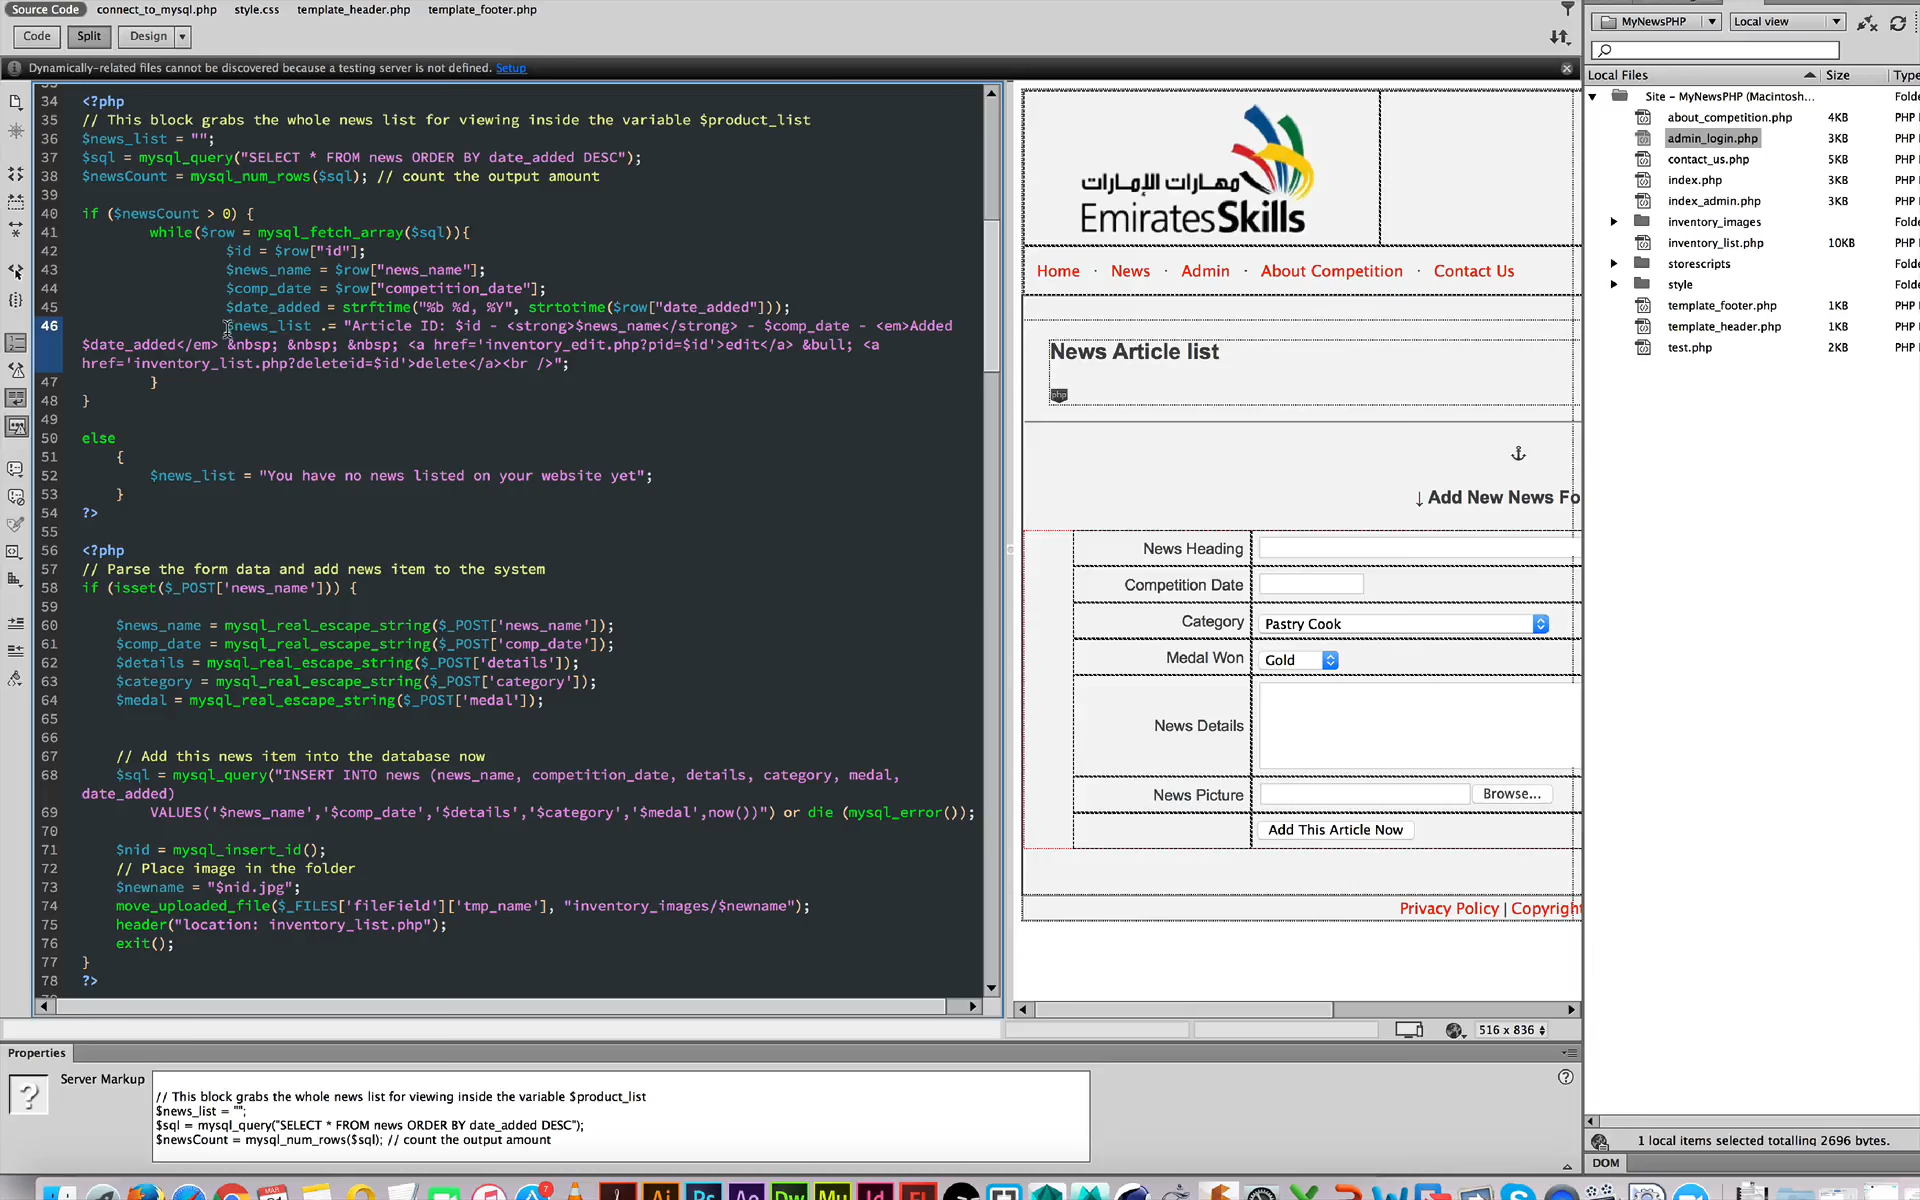 Source Code connect_to_mysql.php style.css template_header.php template_footer.php
Code Split Design
Dynamically-related files cannot be discovered because a testing server is not defined. Setup
34 <?php
35 // This block grabs the whole news list for viewing inside the variable $product_list
36 $news_list = "";
37 $sql = mysql_query("SELECT * FROM news ORDER BY date_added DESC");
38 $newsCount = mysql_num_rows($sql); // count the output amount
39
40 if ($newsCount > 0) {
41 while($row = mysql_fetch_array($sql)){
42 $id = $row["id"];
43 $news_name = $row["news_name"];
44 $comp_date = $row["competition_date"];
45 $date_added = strftime("%b %d, %Y", strtotime($row["date_added"]));
46 $news_list .= "Article ID: $id - <strong>$news_name</strong> - $comp_date - <em>Added
$date_added</em> &nbsp; &nbsp; &nbsp; <a href='inventory_edit.php?pid=$id'>edit</a> &bull; <a
href='inventory_list.php?deleteid=$id'>delete</a><br />";
47 }
48 }
49
50 else
51 {
52 $news_list = "You have no news listed on your website yet";
53 }
54 ?>
55
56 <?php
57 // Parse the form data and add news item to the system
58 if (isset($_POST['news_name'])) {
59
60 $news_name = mysql_real_escape_string($_POST['news_name']);
61 $comp_date = mysql_real_escape_string($_POST['comp_date']);
62 $details = mysql_real_escape_string($_POST['details']);
63 $category = mysql_real_escape_string($_POST['category']);
64 $medal = mysql_real_escape_string($_POST['medal']);
65
66
67 // Add this news item into the database now
68 $sql = mysql_query("INSERT INTO news (news_name, competition_date, details, category, medal,
date_added)
69 VALUES('$news_name','$comp_date','$details','$category','$medal',now())") or die (mysql_error());
70
71 $nid = mysql_insert_id();
72 // Place image in the folder
73 $newname = "$nid.jpg";
74 move_uploaded_file($_FILES['fileField']['tmp_name'], "inventory_images/$newname");
75 header("location: inventory_list.php");
76 exit();
77 }
78 ?>
مهارات الإمارات
EmiratesSkills
Home · News · Admin · About Competition · Contact Us
News Article list
php
↓ Add New News Fo
News Heading
Competition Date
Category Pastry Cook
Medal Won Gold
News Details
News Picture Browse...
Add This Article Now
Privacy Policy | Copyright
516 x 836
MyNewsPHP Local view
Local Files Size Type
Site - MyNewsPHP (Macintosh... Folde
about_competition.php 4KB PHP
admin_login.php 3KB PHP
contact_us.php 5KB PHP
index.php 3KB PHP
index_admin.php 3KB PHP
inventory_images Folde
inventory_list.php 10KB PHP
storescripts Folde
style Folde
template_footer.php 1KB PHP
template_header.php 1KB PHP
test.php 2KB PHP
1 local items selected totalling 2696 bytes.
DOM
Properties
Server Markup
// This block grabs the whole news list for viewing inside the variable $product_list
$news_list = "";
$sql = mysql_query("SELECT * FROM news ORDER BY date_added DESC");
$newsCount = mysql_num_rows($sql); // count the output amount
7
Ai Ps Ae Dw Mu Id